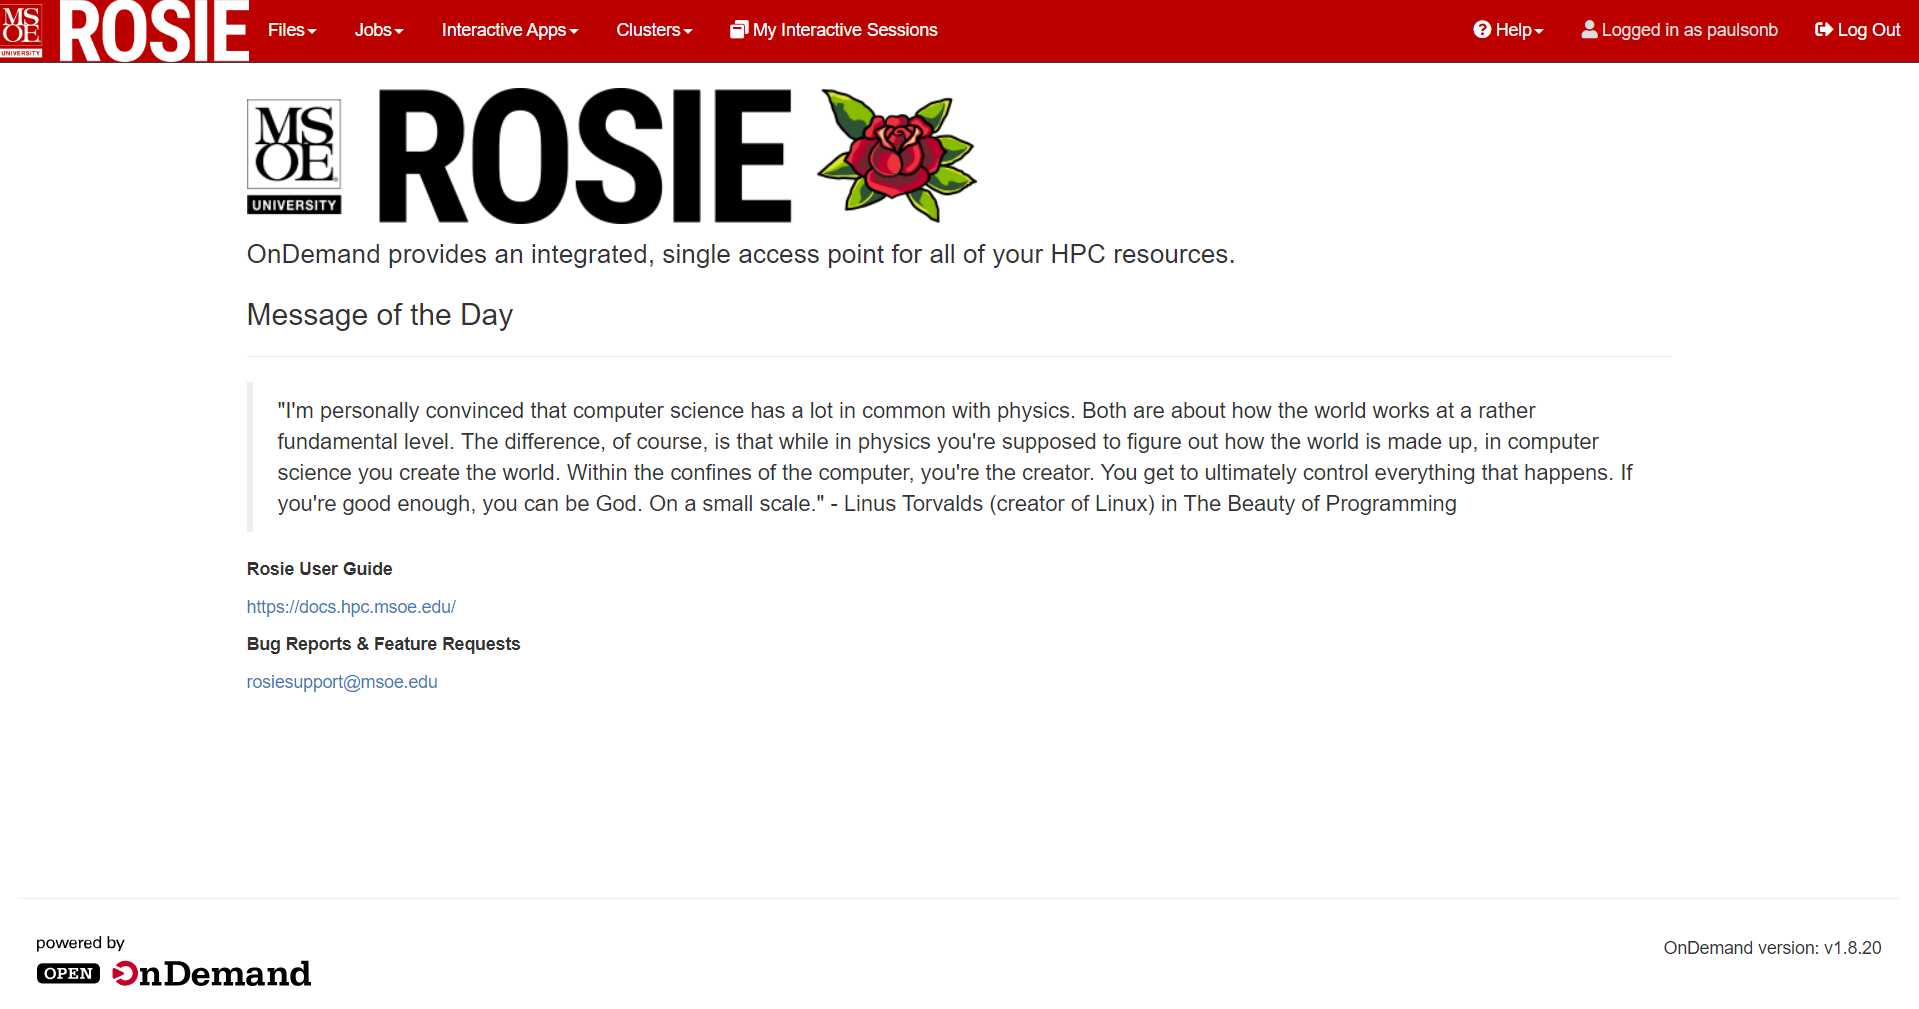 MS
OE
UNIVERSITY
ROSIE
Files
Jobs
Interactive Apps
Clusters
My Interactive Sessions
Help
Logged in as paulsonb
Log Out
MS
OE
UNIVERSITY
ROSIE
OnDemand provides an integrated, single access point for all of your HPC resources.
Message of the Day
"I'm personally convinced that computer science has a lot in common with physics. Both are about how the world works at a rather
fundamental level. The difference, of course, is that while in physics you're supposed to figure out how the world is made up, in computer
science you create the world. Within the confines of the computer, you're the creator. You get to ultimately control everything that happens. If
you're good enough, you can be God. On a small scale." - Linus Torvalds (creator of Linux) in The Beauty of Programming
Rosie User Guide
https://docs.hpc.msoe.edu/
Bug Reports & Feature Requests
rosiesupport@msoe.edu
powered by
OPEN OnDemand
OnDemand version: v1.8.20